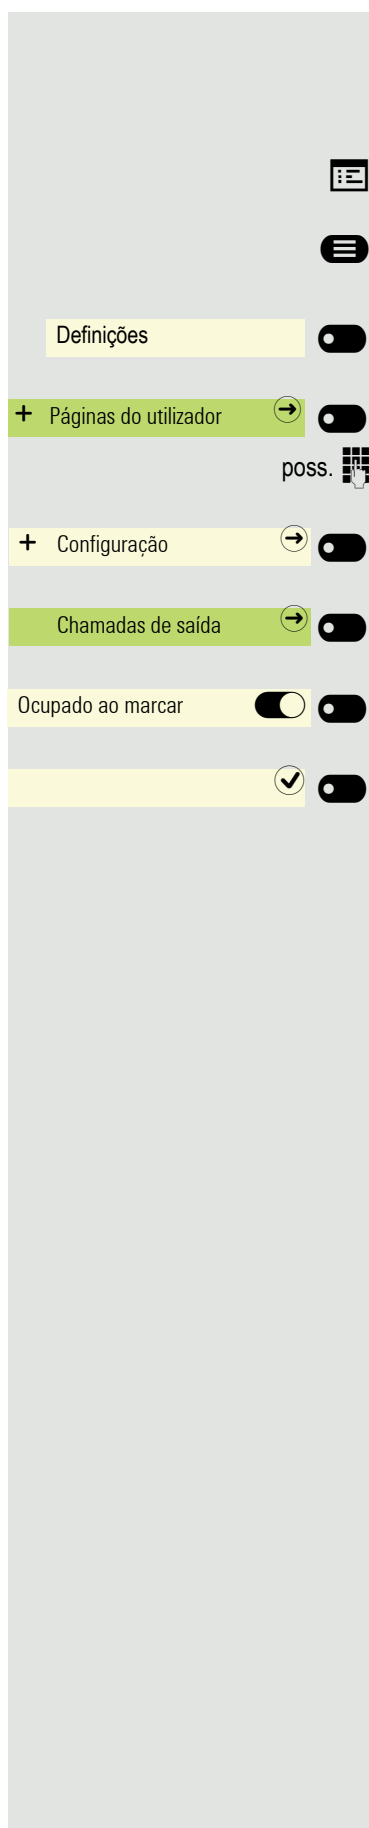 Definições
+ Páginas do utilizador
poss.
+ Configuração
Chamadas de saída
Ocupado ao marcar